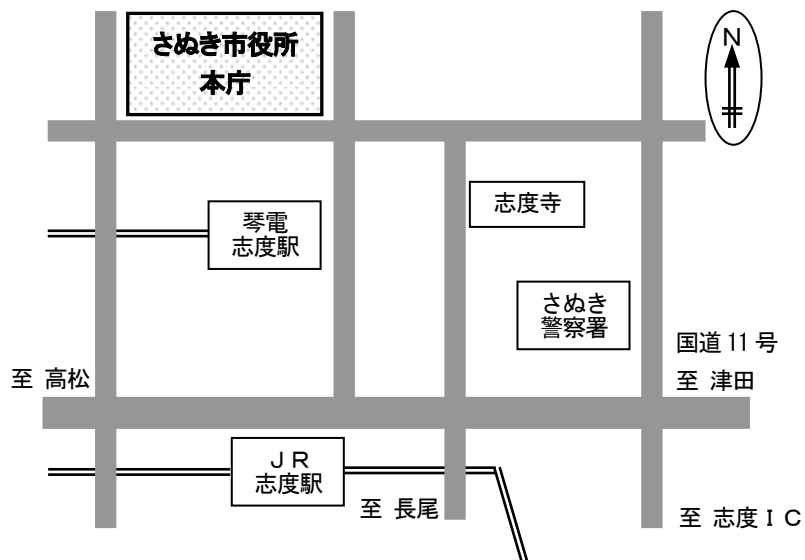 さぬき市役所
本庁
N
志度寺
琴電
志度駅
さぬき
警察署
国道 11 号
至 高松
至 津田
ＪＲ
志度駅
至 長尾
至 志度ＩＣ